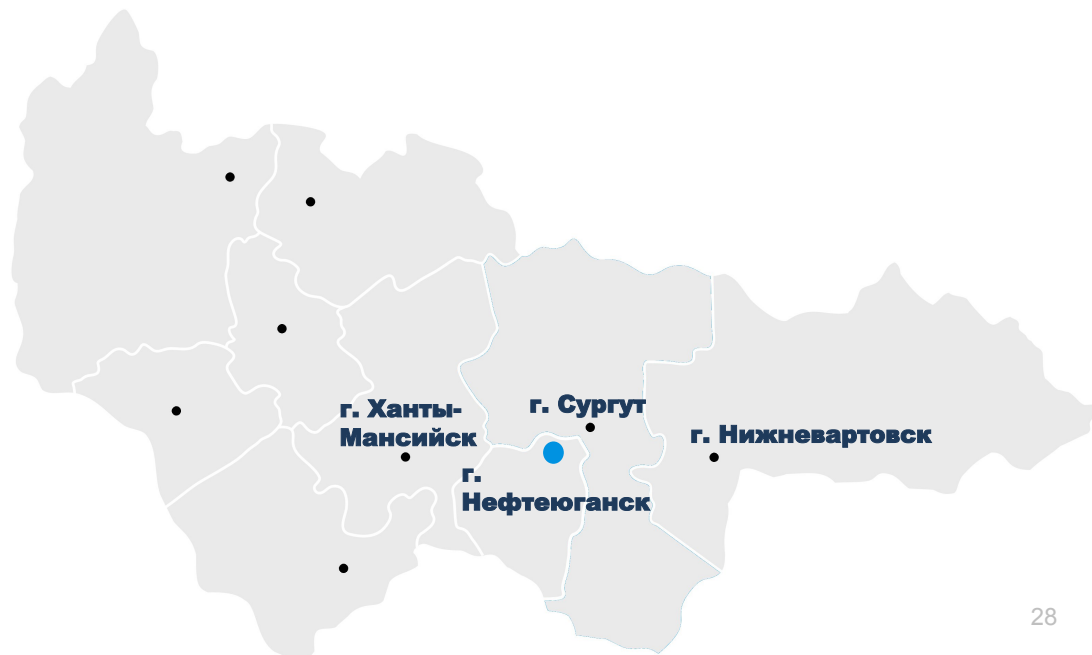 г. Ханты-
Мансийск
г. Сургут
г. Нижневартовск
г.
Нефтеюганск
28